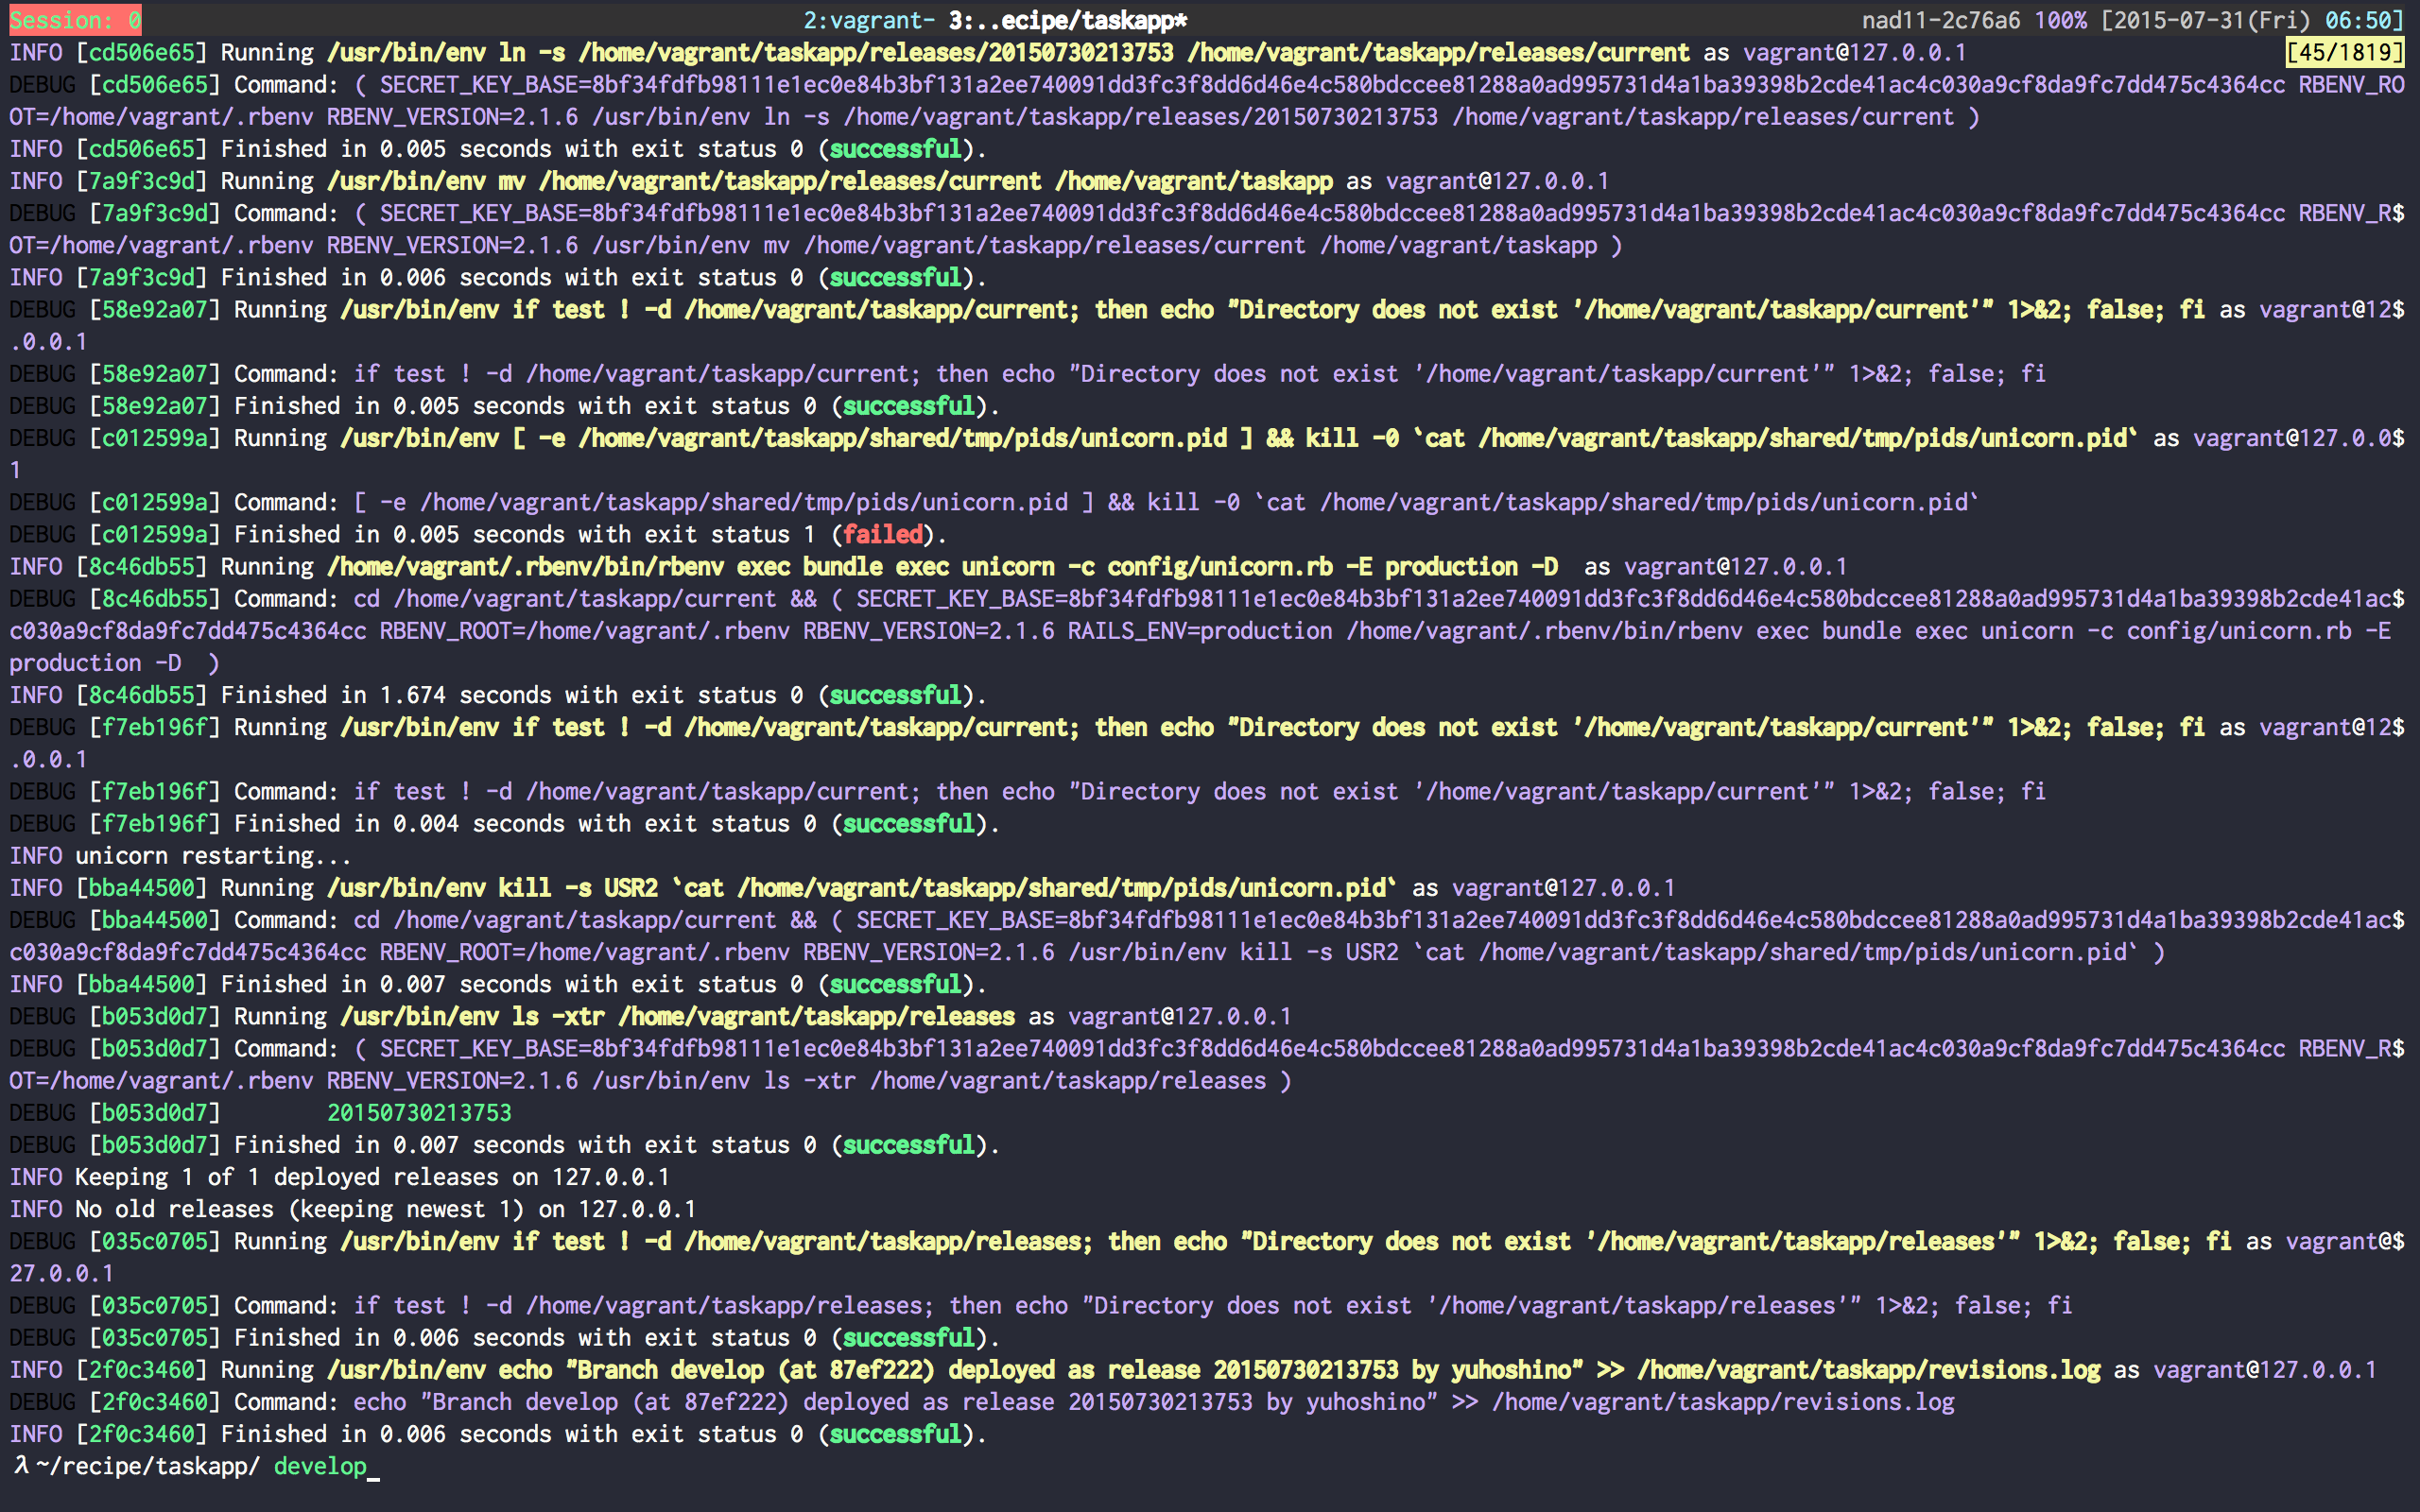 Session: 0 2:vagrant- 3:..ecipe/taskapp* nad11-2c76a6 100% [2015-07-31(Fri) 06:50]
INFO [cd506e65] Running /usr/bin/env ln -s /home/vagrant/taskapp/releases/20150730213753 /home/vagrant/taskapp/releases/current as vagrant@127.0.0.1 [45/1819]
DEBUG [cd506e65] Command: ( SECRET_KEY_BASE=8bf34fdfb98111e1ec0e84b3bf131a2ee740091dd3fc3f8dd6d46e4c580bdccee81288a0ad995731d4a1ba39398b2cde41ac4c030a9cf8da9fc7dd475c4364cc RBENV_RO
OT=/home/vagrant/.rbenv RBENV_VERSION=2.1.6 /usr/bin/env ln -s /home/vagrant/taskapp/releases/20150730213753 /home/vagrant/taskapp/releases/current )
INFO [cd506e65] Finished in 0.005 seconds with exit status 0 (successful).
INFO [7a9f3c9d] Running /usr/bin/env mv /home/vagrant/taskapp/releases/current /home/vagrant/taskapp as vagrant@127.0.0.1
DEBUG [7a9f3c9d] Command: ( SECRET_KEY_BASE=8bf34fdfb98111e1ec0e84b3bf131a2ee740091dd3fc3f8dd6d46e4c580bdccee81288a0ad995731d4a1ba39398b2cde41ac4c030a9cf8da9fc7dd475c4364cc RBENV_R$
OT=/home/vagrant/.rbenv RBENV_VERSION=2.1.6 /usr/bin/env mv /home/vagrant/taskapp/releases/current /home/vagrant/taskapp )
INFO [7a9f3c9d] Finished in 0.006 seconds with exit status 0 (successful).
DEBUG [58e92a07] Running /usr/bin/env if test ! -d /home/vagrant/taskapp/current; then echo "Directory does not exist '/home/vagrant/taskapp/current'" 1>&2; false; fi as vagrant@12$
.0.0.1
DEBUG [58e92a07] Command: if test ! -d /home/vagrant/taskapp/current; then echo "Directory does not exist '/home/vagrant/taskapp/current'" 1>&2; false; fi
DEBUG [58e92a07] Finished in 0.005 seconds with exit status 0 (successful).
DEBUG [c012599a] Running /usr/bin/env [ -e /home/vagrant/taskapp/shared/tmp/pids/unicorn.pid ] && kill -0 `cat /home/vagrant/taskapp/shared/tmp/pids/unicorn.pid` as vagrant@127.0.0$
1
DEBUG [c012599a] Command: [ -e /home/vagrant/taskapp/shared/tmp/pids/unicorn.pid ] && kill -0 `cat /home/vagrant/taskapp/shared/tmp/pids/unicorn.pid`
DEBUG [c012599a] Finished in 0.005 seconds with exit status 1 (failed).
INFO [8c46db55] Running /home/vagrant/.rbenv/bin/rbenv exec bundle exec unicorn -c config/unicorn.rb -E production -D  as vagrant@127.0.0.1
DEBUG [8c46db55] Command: cd /home/vagrant/taskapp/current && ( SECRET_KEY_BASE=8bf34fdfb98111e1ec0e84b3bf131a2ee740091dd3fc3f8dd6d46e4c580bdccee81288a0ad995731d4a1ba39398b2cde41ac$
c030a9cf8da9fc7dd475c4364cc RBENV_ROOT=/home/vagrant/.rbenv RBENV_VERSION=2.1.6 RAILS_ENV=production /home/vagrant/.rbenv/bin/rbenv exec bundle exec unicorn -c config/unicorn.rb -E
production -D  )
INFO [8c46db55] Finished in 1.674 seconds with exit status 0 (successful).
DEBUG [f7eb196f] Running /usr/bin/env if test ! -d /home/vagrant/taskapp/current; then echo "Directory does not exist '/home/vagrant/taskapp/current'" 1>&2; false; fi as vagrant@12$
.0.0.1
DEBUG [f7eb196f] Command: if test ! -d /home/vagrant/taskapp/current; then echo "Directory does not exist '/home/vagrant/taskapp/current'" 1>&2; false; fi
DEBUG [f7eb196f] Finished in 0.004 seconds with exit status 0 (successful).
INFO unicorn restarting...
INFO [bba44500] Running /usr/bin/env kill -s USR2 `cat /home/vagrant/taskapp/shared/tmp/pids/unicorn.pid` as vagrant@127.0.0.1
DEBUG [bba44500] Command: cd /home/vagrant/taskapp/current && ( SECRET_KEY_BASE=8bf34fdfb98111e1ec0e84b3bf131a2ee740091dd3fc3f8dd6d46e4c580bdccee81288a0ad995731d4a1ba39398b2cde41ac$
c030a9cf8da9fc7dd475c4364cc RBENV_ROOT=/home/vagrant/.rbenv RBENV_VERSION=2.1.6 /usr/bin/env kill -s USR2 `cat /home/vagrant/taskapp/shared/tmp/pids/unicorn.pid` )
INFO [bba44500] Finished in 0.007 seconds with exit status 0 (successful).
DEBUG [b053d0d7] Running /usr/bin/env ls -xtr /home/vagrant/taskapp/releases as vagrant@127.0.0.1
DEBUG [b053d0d7] Command: ( SECRET_KEY_BASE=8bf34fdfb98111e1ec0e84b3bf131a2ee740091dd3fc3f8dd6d46e4c580bdccee81288a0ad995731d4a1ba39398b2cde41ac4c030a9cf8da9fc7dd475c4364cc RBENV_R$
OT=/home/vagrant/.rbenv RBENV_VERSION=2.1.6 /usr/bin/env ls -xtr /home/vagrant/taskapp/releases )
DEBUG [b053d0d7] 20150730213753
DEBUG [b053d0d7] Finished in 0.007 seconds with exit status 0 (successful).
INFO Keeping 1 of 1 deployed releases on 127.0.0.1
INFO No old releases (keeping newest 1) on 127.0.0.1
DEBUG [035c0705] Running /usr/bin/env if test ! -d /home/vagrant/taskapp/releases; then echo "Directory does not exist '/home/vagrant/taskapp/releases'" 1>&2; false; fi as vagrant@$
27.0.0.1
DEBUG [035c0705] Command: if test ! -d /home/vagrant/taskapp/releases; then echo "Directory does not exist '/home/vagrant/taskapp/releases'" 1>&2; false; fi
DEBUG [035c0705] Finished in 0.006 seconds with exit status 0 (successful).
INFO [2f0c3460] Running /usr/bin/env echo "Branch develop (at 87ef222) deployed as release 20150730213753 by yuhoshino" >> /home/vagrant/taskapp/revisions.log as vagrant@127.0.0.1
DEBUG [2f0c3460] Command: echo "Branch develop (at 87ef222) deployed as release 20150730213753 by yuhoshino" >> /home/vagrant/taskapp/revisions.log
INFO [2f0c3460] Finished in 0.006 seconds with exit status 0 (successful).
λ ~/recipe/taskapp/ develop_